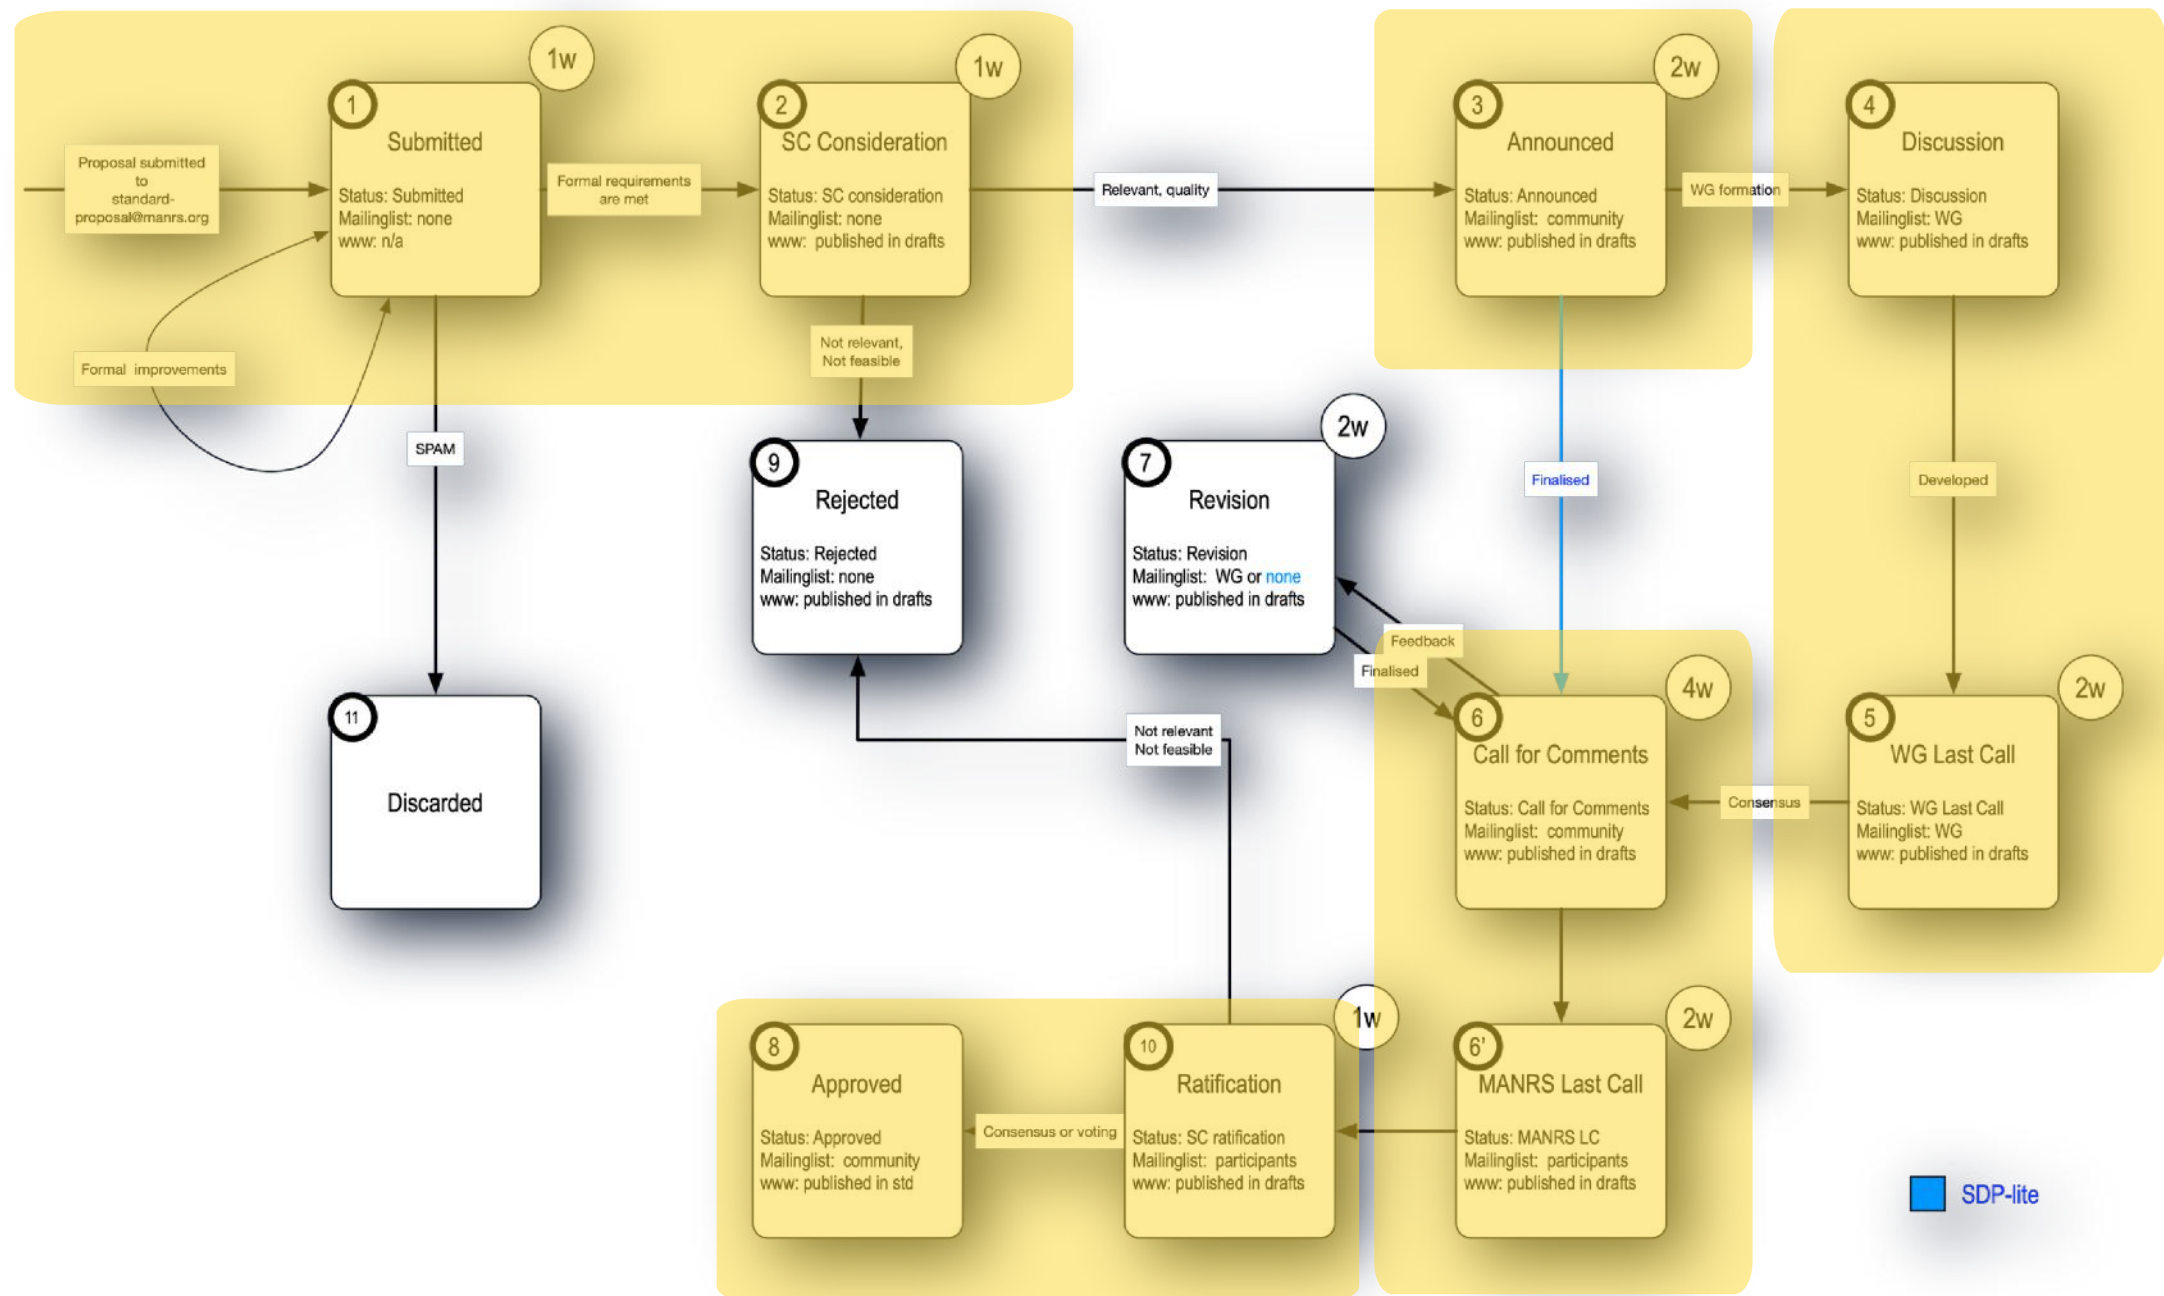 1w
1
Submitted
Status: Submitted
Mailinglist: none
www: n/a
Proposal submitted
to
standard-
proposal@manrs.org
Formal improvements
Formal requirements
are met
1w
2
SC Consideration
Status: SC consideration
Mailinglist: none
www: published in drafts
Relevant, quality
2w
3
Announced
Status: Announced
Mailinglist: community
www: published in drafts
WG formation
4
Discussion
Status: Discussion
Mailinglist: WG
www: published in drafts
Not relevant,
Not feasible
SPAM
9
Rejected
Status: Rejected
Mailinglist: none
www: published in drafts
2w
7
Revision
Status: Revision
Mailinglist: WG or none
www: published in drafts
Finalised
Developed
Feedback
Finalised
11
Discarded
Not relevant
Not feasible
4w
6
Call for Comments
Status: Call for Comments
Mailinglist: community
www: published in drafts
Consensus
2w
5
WG Last Call
Status: WG Last Call
Mailinglist: WG
www: published in drafts
8
Approved
Status: Approved
Mailinglist: community
www: published in std
Consensus or voting
1w
10
Ratification
Status: SC ratification
Mailinglist: participants
www: published in drafts
2w
6'
MANRS Last Call
Status: MANRS LC
Mailinglist: participants
www: published in drafts
SDP-lite